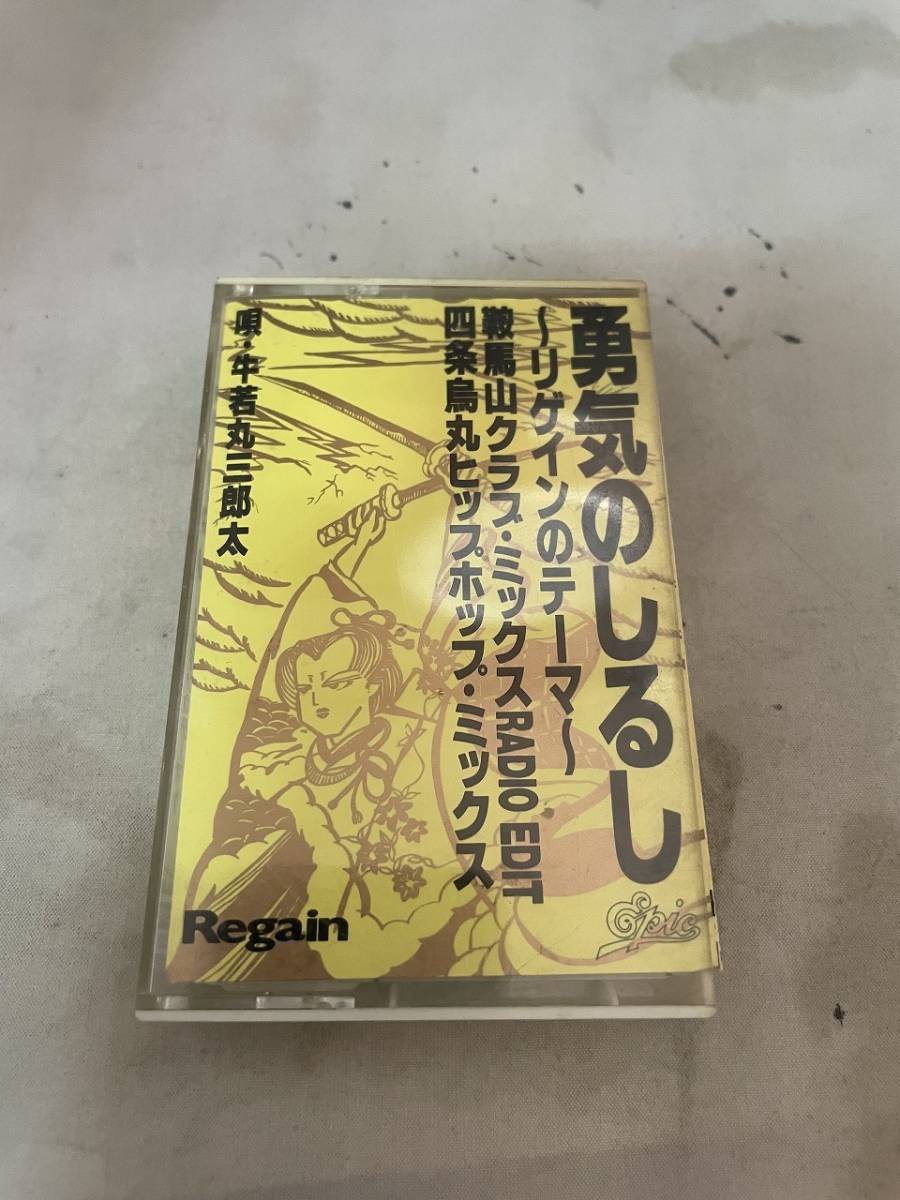 勇気のしるし
〜リゲインのテーマ〜
鞍馬山クラブ・ミックスRADIO EDIT
四条烏丸ヒップホップ・ミックス
唄・牛若丸三郎太
Regain
Epic